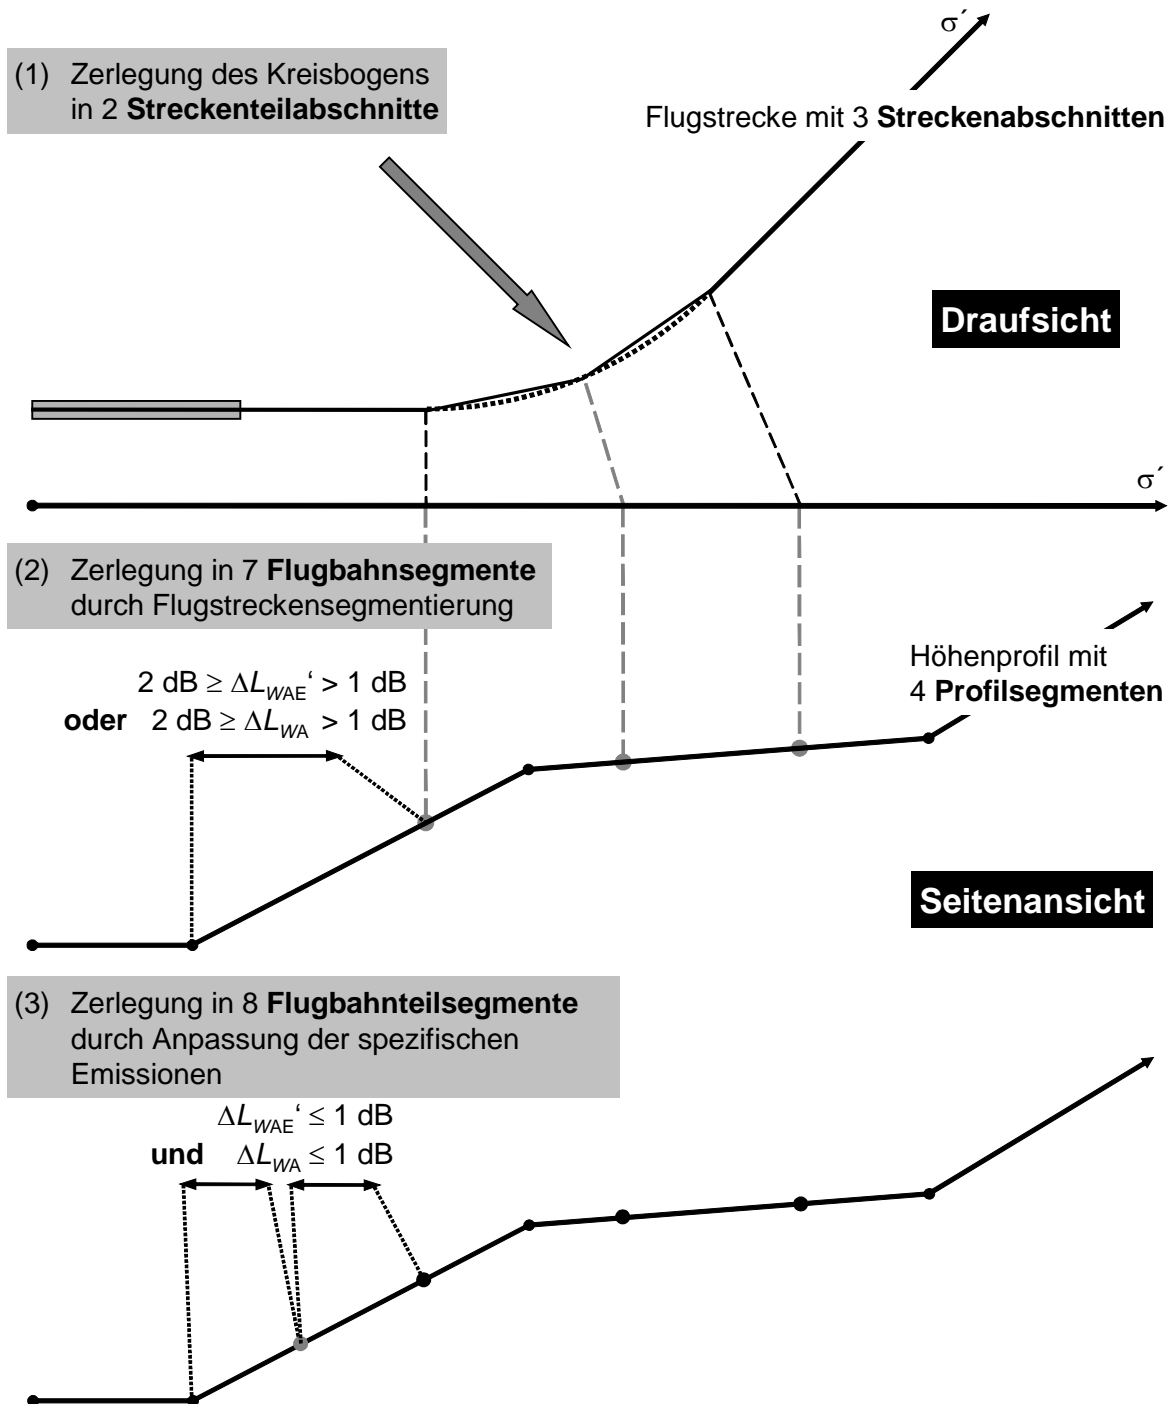 σ´
(1) Zerlegung des Kreisbogens
in 2 Streckenteilabschnitte
Flugstrecke mit 3 Streckenabschnitten
Draufsicht
σ´
(2) Zerlegung in 7 Flugbahnsegmente
durch Flugstreckensegmentierung
Höhenprofil mit
4 Profilsegmenten
2 dB ≥ ΔL_WAE‘ > 1 dB
oder 2 dB ≥ ΔL_WA > 1 dB
Seitenansicht
(3) Zerlegung in 8 Flugbahnteilsegmente
durch Anpassung der spezifischen
Emissionen
ΔL_WAE‘ ≤ 1 dB
und ΔL_WA ≤ 1 dB